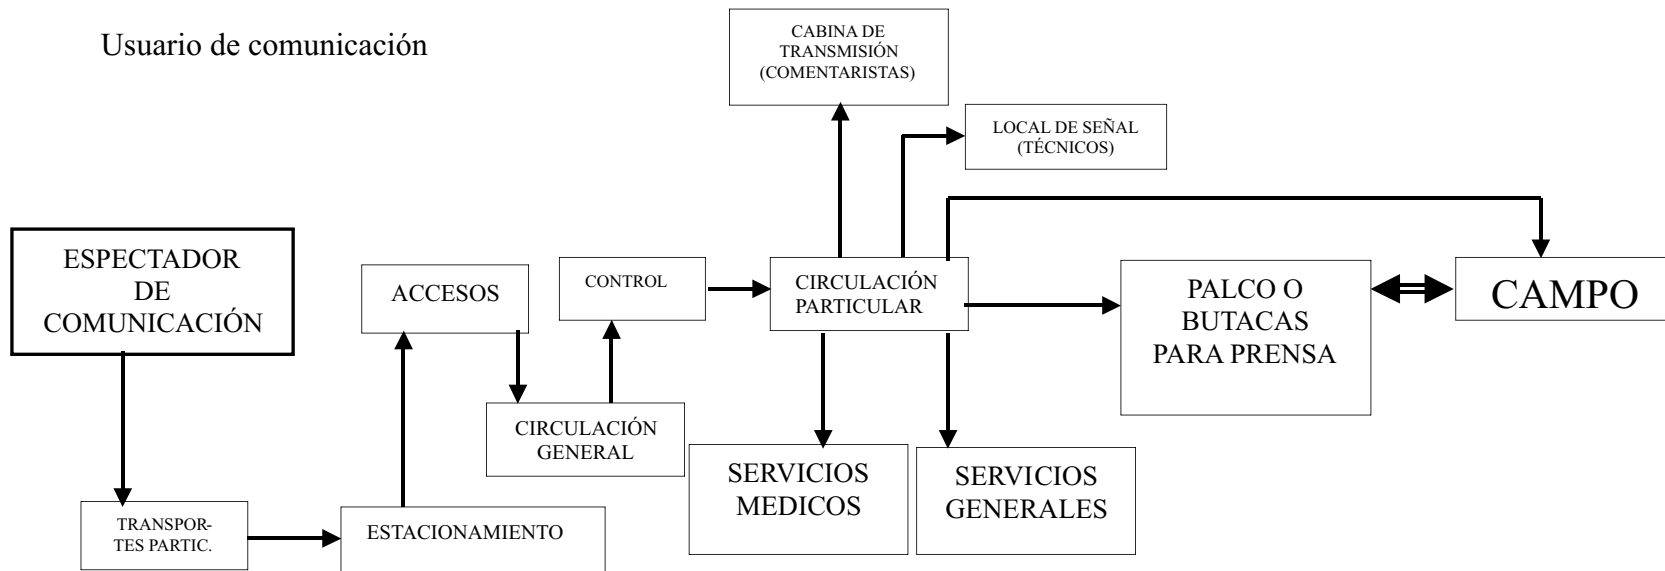 Usuario de comunicación
CABINA DE
TRANSMISIÓN
(COMENTARISTAS)
LOCAL DE SEÑAL
(TÉCNICOS)
ESPECTADOR
DE
COMUNICACIÓN
ACCESOS
CONTROL
CIRCULACIÓN
PARTICULAR
PALCO O
BUTACAS
PARA PRENSA
CAMPO
CIRCULACIÓN
GENERAL
SERVICIOS
MEDICOS
SERVICIOS
GENERALES
TRANSPOR-
TES PARTIC.
ESTACIONAMIENTO